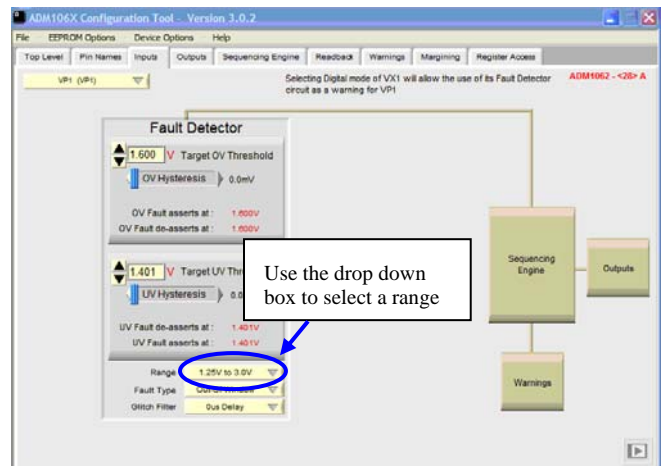 ADM106X Configuration Tool - Version 3.0.2
File EEPROM Options Device Options Help
Top Level Pin Names Inputs Outputs Sequencing Engine Readback Warnings Margining Register Access
VP1 (VP1)
Selecting Digital mode of VX1 will allow the use of its Fault Detector
circuit as a warning for VP1
ADM1062 - <28> A
Fault Detector
1.600 V Target OV Threshold
OV Hysteresis 0.0mV
OV Fault asserts at : 1.600V
OV Fault de-asserts at : 1.600V
1.401 V Target UV Thr
UV Hysteresis 0.0
UV Fault de-asserts at : 1.401V
UV Fault asserts at : 1.401V
Use the drop down
box to select a range
Range 1.25V to 3.0V
Fault Type
Glitch Filter 0us Delay
Sequencing
Engine
Outputs
Warnings